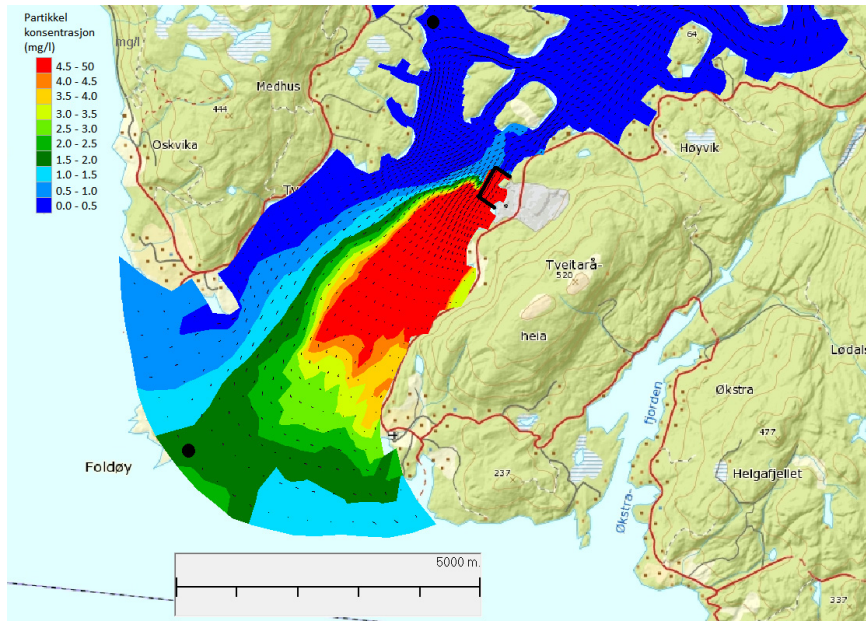 Partikkel
konsentrasjon
(mg/l)
mg/l
4.5 - 50
4.0 - 4.5
3.5 - 4.0
3.0 - 3.5
2.5 - 3.0
2.0 - 2.5
1.5 - 2.0
1.0 - 1.5
0.5 - 1.0
0.0 - 0.5
64
Medhus
444
Oskvika
Høyvik
Tv
Tveitarå-
520
heia
Lødals
fjorden
Økstra
477
Foldøy
237
Helgafjellet
Økstra-
5000 m.
337